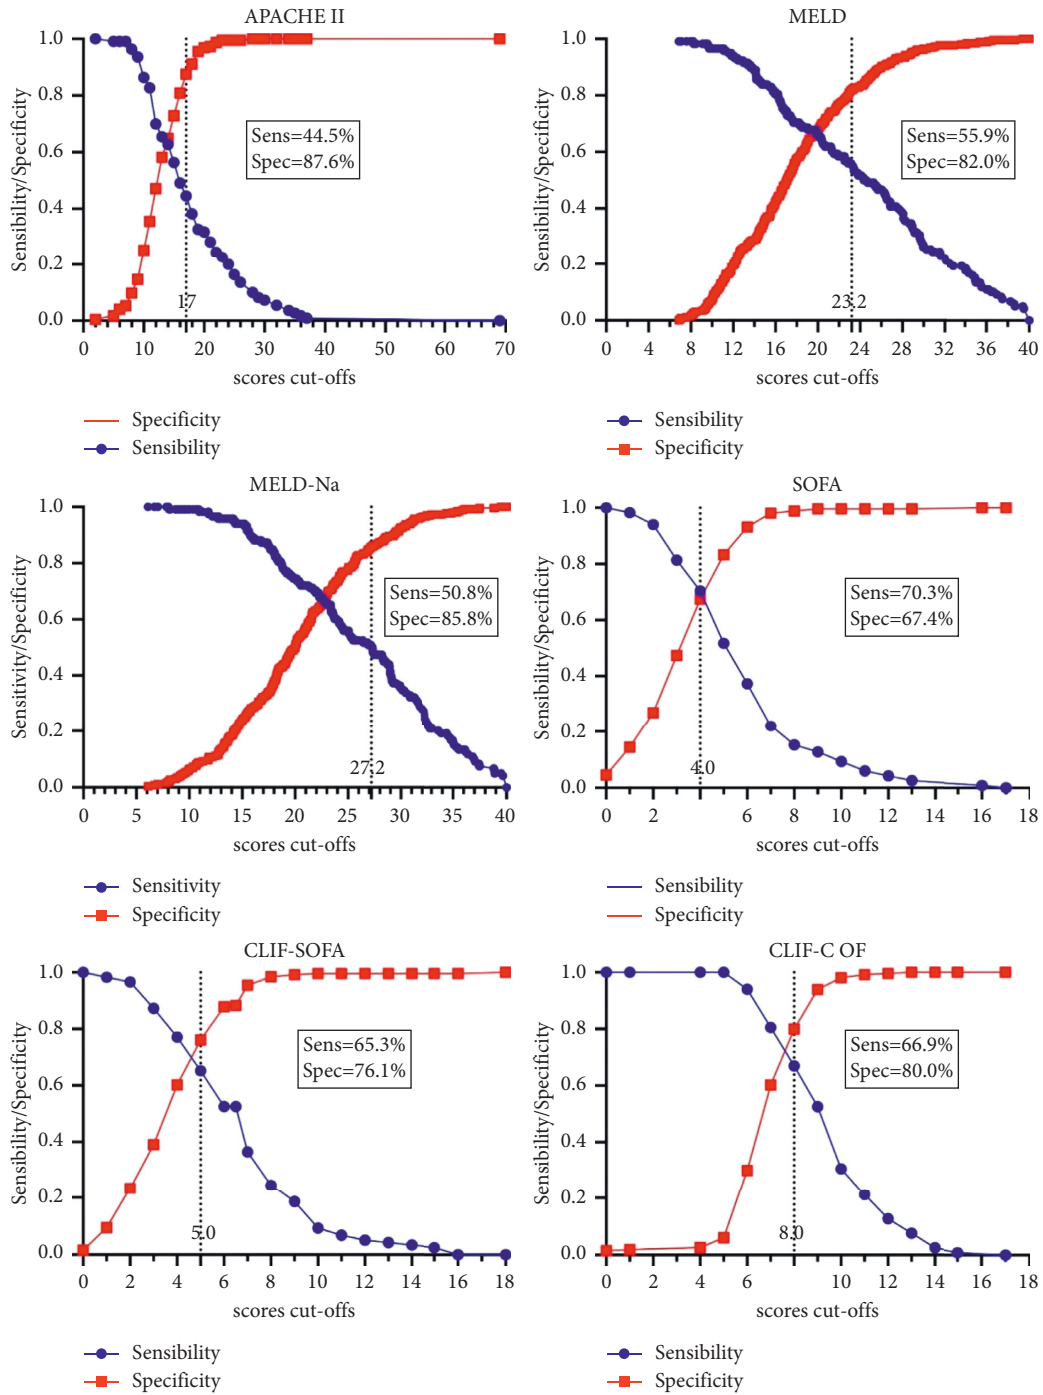 APACHE II
Sensibility/Specificity
1.0
0.8
0.6
0.4
0.2
0.0
Sens=44.5%
Spec=87.6%
17
0 10 20 30 40 50 60 70
scores cut-offs
Specificity
Sensibility
MELD
Sensibility/Specificity
1.0
0.8
0.6
0.4
0.2
0.0
Sens=55.9%
Spec=82.0%
23.2
0 4 8 12 16 20 24 28 32 36 40
scores cut-offs
Sensibility
Specificity
MELD-Na
Sensitivity/Specificity
1.0
0.8
0.6
0.4
0.2
0.0
Sens=50.8%
Spec=85.8%
27.2
0 5 10 15 20 25 30 35 40
scores cut-offs
Sensitivity
Specificity
SOFA
Sensibility/Specificity
1.0
0.8
0.6
0.4
0.2
0.0
Sens=70.3%
Spec=67.4%
4.0
0 2 4 6 8 10 12 14 16 18
scores cut-offs
Sensibility
Specificity
CLIF-SOFA
Sensibility/Specificity
1.0
0.8
0.6
0.4
0.2
0.0
Sens=65.3%
Spec=76.1%
5.0
0 2 4 6 8 10 12 14 16 18
scores cut-offs
Sensibility
Specificity
CLIF-C OF
Sensibility/Specificity
1.0
0.8
0.6
0.4
0.2
0.0
Sens=66.9%
Spec=80.0%
8.0
0 2 4 6 8 10 12 14 16 18
scores cut-offs
Sensibility
Specificity